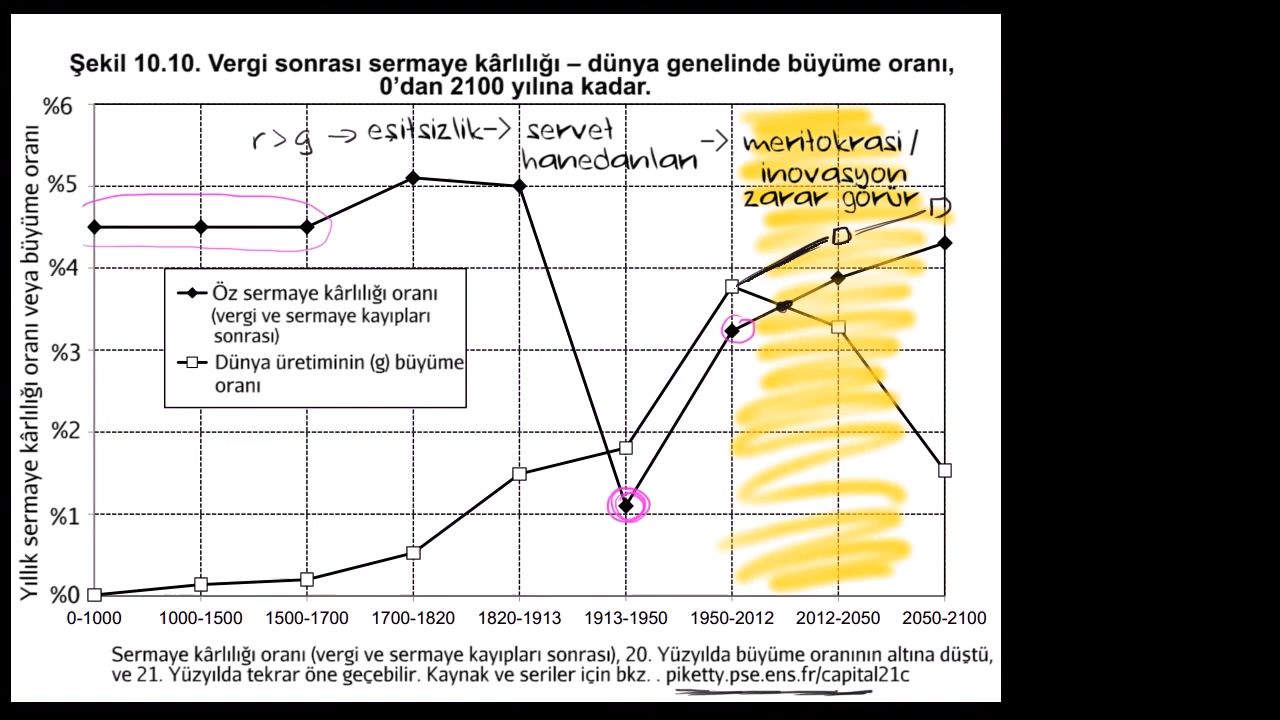 Şekil 10.10. Vergi sonrası sermaye kârlılığı – dünya genelinde büyüme oranı,
0'dan 2100 yılına kadar.
Yıllık sermaye kârlılığı oranı veya büyüme oranı
%6
%5
%4
%3
%2
%1
%0
r > g → eşitsizlik → servet
hanedanları
→ meritokrasi /
inovasyon
zarar görür
Öz sermaye kârlılığı oranı
(vergi ve sermaye kayıpları
sonrası)
Dünya üretiminin (g) büyüme
oranı
0-1000 1000-1500 1500-1700 1700-1820 1820-1913 1913-1950 1950-2012 2012-2050 2050-2100
Sermaye kârlılığı oranı (vergi ve sermaye kayıpları sonrası), 20. Yüzyılda büyüme oranının altına düştü,
ve 21. Yüzyılda tekrar öne geçebilir. Kaynak ve seriler için bkz. . piketty.pse.ens.fr/capital21c